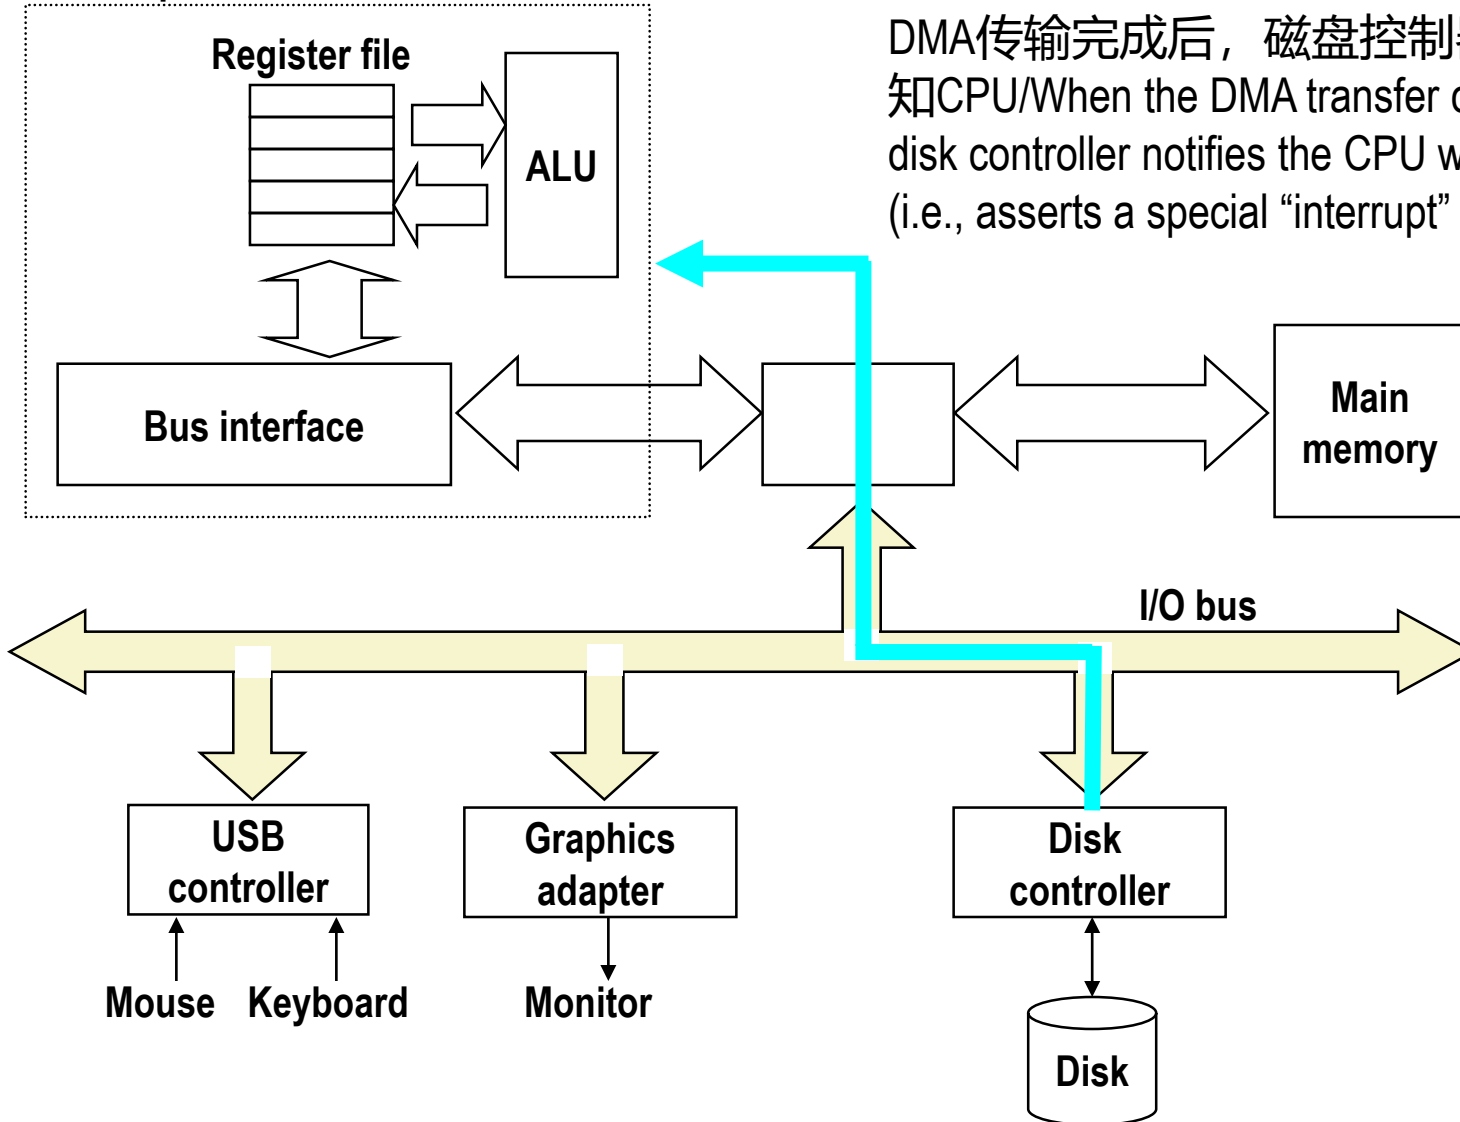 DMA传输完成后，磁盘控制
知CPU/When the DMA transfer
disk controller notifies the CPU
(i.e., asserts a special “interrupt”
Register file
ALU
Bus interface
Main
memory
I/O bus
USB
controller
Graphics
adapter
Disk
controller
Mouse
Keyboard
Monitor
Disk